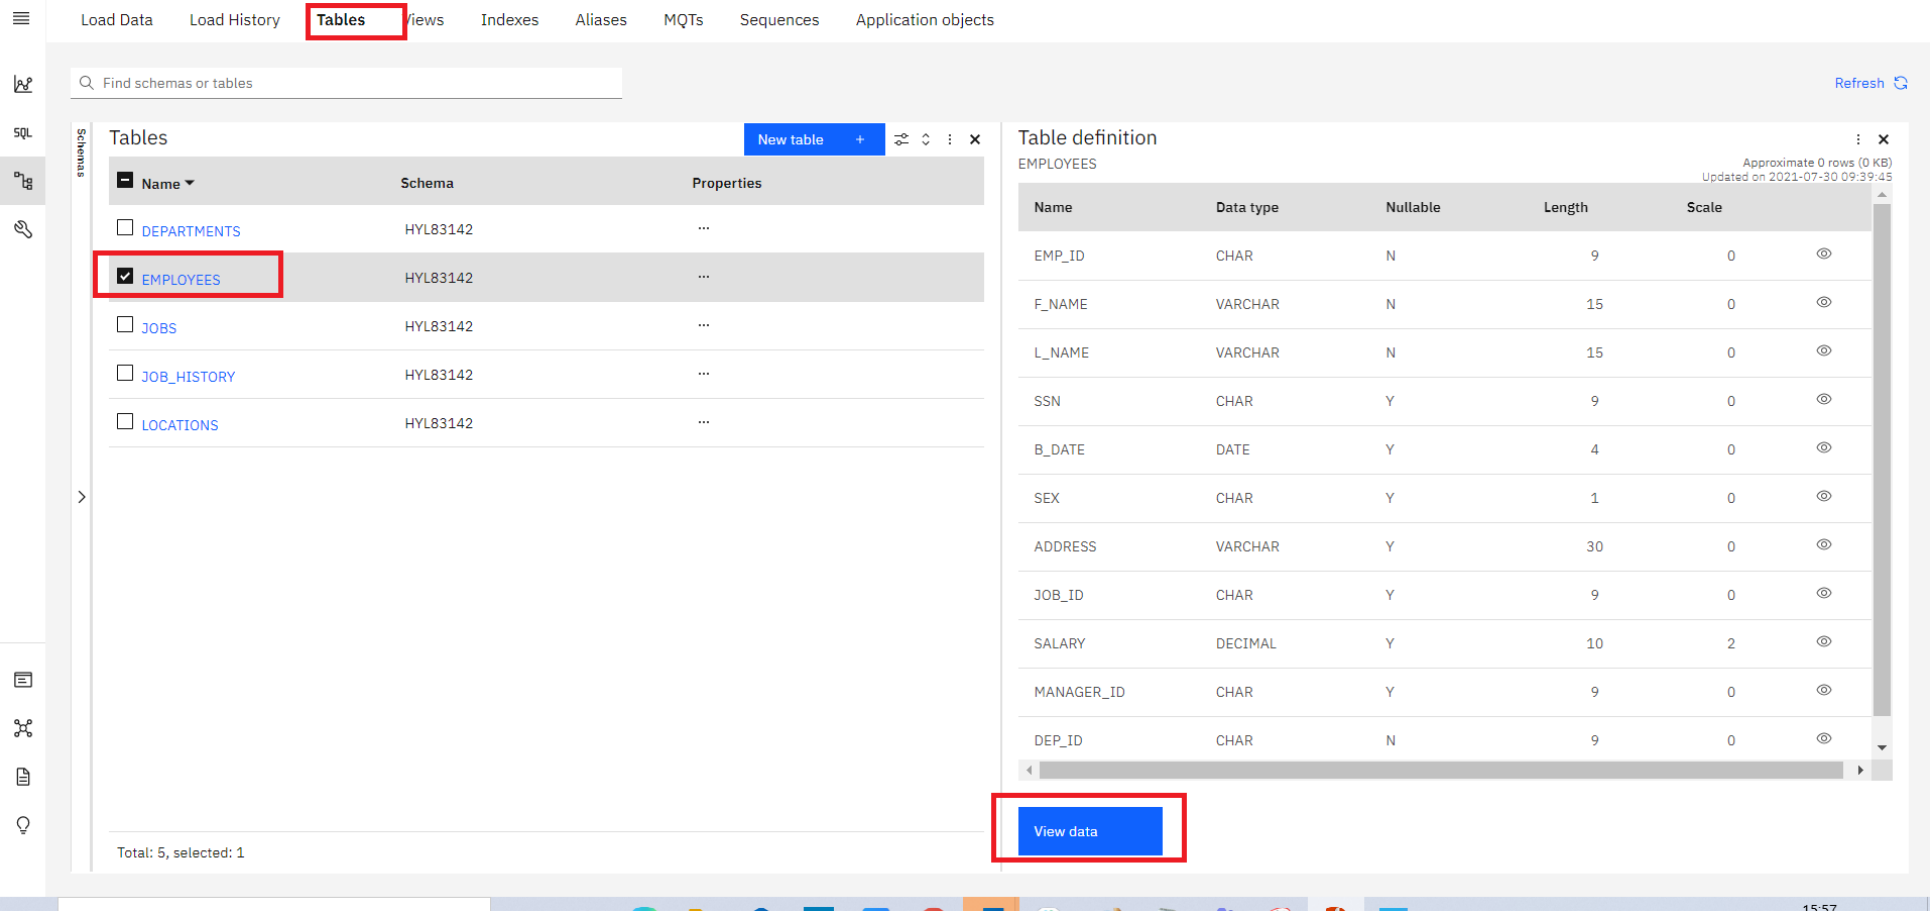 Load Data Load History Tables Views Indexes Aliases MQTs Sequences Application objects
Find schemas or tables
Refresh
SQL
Schemas
Tables
New table +
Name Schema Properties
DEPARTMENTS HYL83142 ...
EMPLOYEES HYL83142 ...
JOBS HYL83142 ...
JOB_HISTORY HYL83142 ...
LOCATIONS HYL83142 ...
Total: 5, selected: 1
Table definition
EMPLOYEES
Approximate 0 rows (0 KB)
Updated on 2021-07-30 09:39:45
Name Data type Nullable Length Scale
EMP_ID CHAR N 9 0
F_NAME VARCHAR N 15 0
L_NAME VARCHAR N 15 0
SSN CHAR Y 9 0
B_DATE DATE Y 4 0
SEX CHAR Y 1 0
ADDRESS VARCHAR Y 30 0
JOB_ID CHAR Y 9 0
SALARY DECIMAL Y 10 2
MANAGER_ID CHAR Y 9 0
DEP_ID CHAR N 9 0
View data
15:57